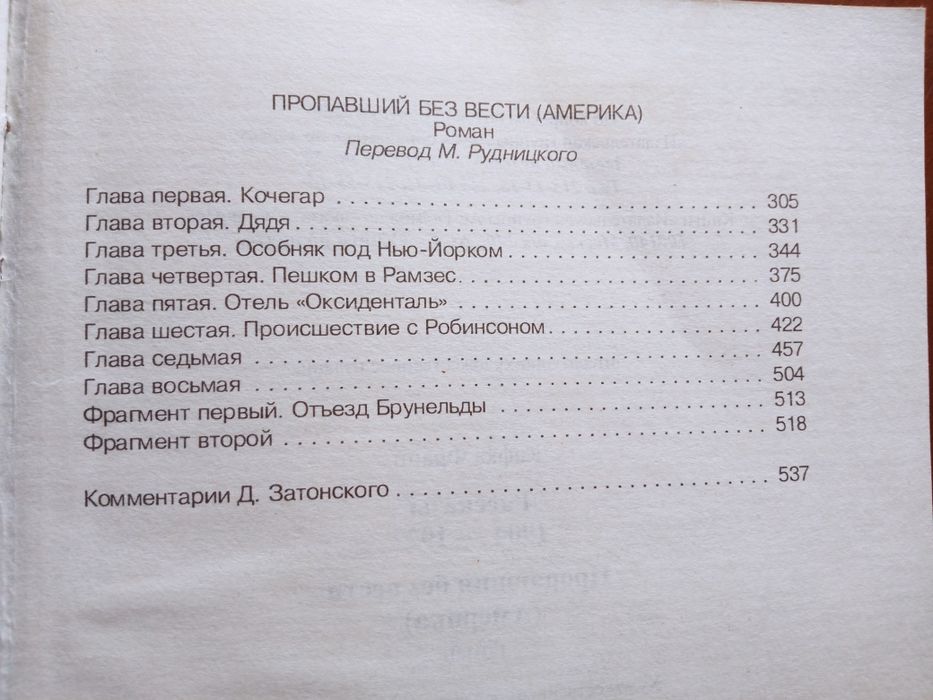 ПРОПАВШИЙ БЕЗ ВЕСТИ (АМЕРИКА)
Роман
Перевод М. Рудницкого
Глава первая. Кочегар . . . . . . . . . . . . . . . . . . . . . . . . . . . . . . . 305
Глава вторая. Дядя . . . . . . . . . . . . . . . . . . . . . . . . . . . . . . . . . . 331
Глава третья. Особняк под Нью-Йорком . . . . . . . . . . . . . . . . . . 344
Глава четвертая. Пешком в Рамзес. . . . . . . . . . . . . . . . . . . . . . 375
Глава пятая. Отель «Оксиденталь» . . . . . . . . . . . . . . . . . . . . . . 400
Глава шестая. Происшествие с Робинсоном . . . . . . . . . . . . . . . 422
Глава седьмая . . . . . . . . . . . . . . . . . . . . . . . . . . . . . . . . . . . . . 457
Глава восьмая . . . . . . . . . . . . . . . . . . . . . . . . . . . . . . . . . . . . . 504
Фрагмент первый. Отъезд Брунельды . . . . . . . . . . . . . . . . . . . 513
Фрагмент второй . . . . . . . . . . . . . . . . . . . . . . . . . . . . . . . . . . . 518
Комментарии Д. Затонского . . . . . . . . . . . . . . . . . . . . . . . . . . . 537